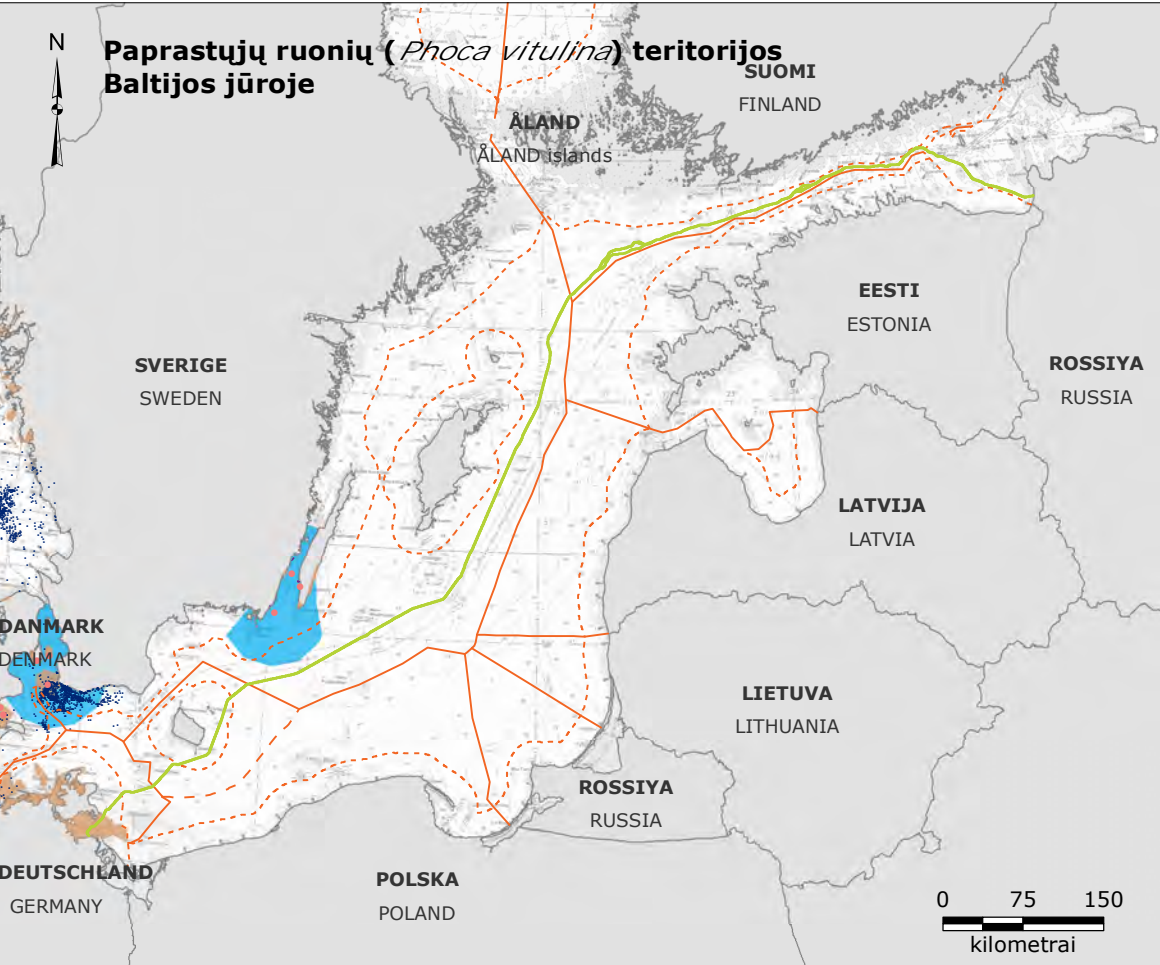 N
Paprastųjų ruonių (Phoca vitulina) teritorijos
Baltijos jūroje
SUOMI
FINLAND
ÅLAND
ÅLAND islands
EESTI
ESTONIA
SVERIGE
SWEDEN
ROSSIYA
RUSSIA
LATVIJA
LATVIA
DANMARK
DENMARK
LIETUVA
LITHUANIA
ROSSIYA
RUSSIA
DEUTSCHLAND
GERMANY
POLSKA
POLAND
0 75 150
kilometrai